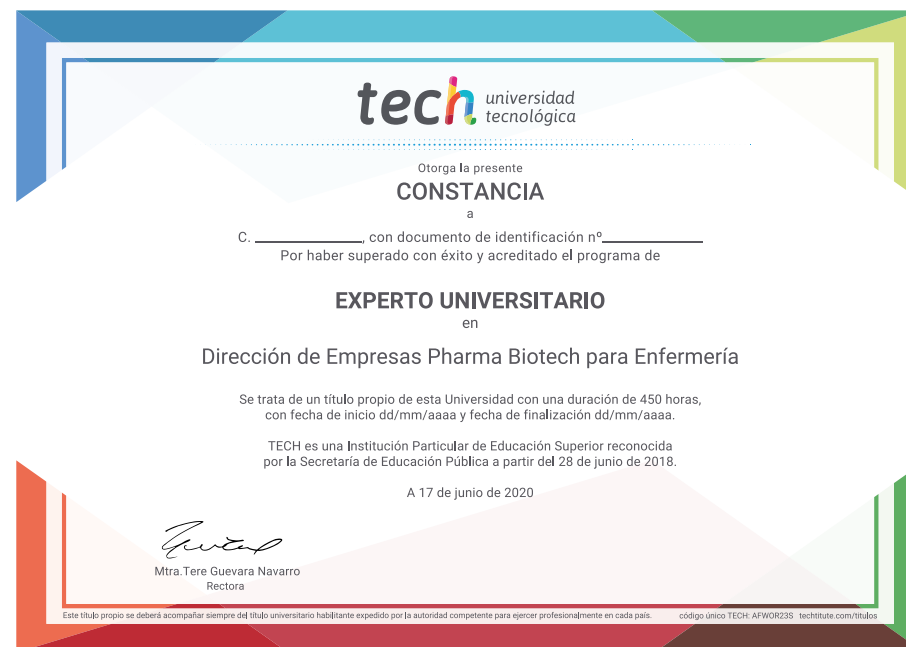 tech universidad
tecnológica
Otorga la presente
CONSTANCIA
a
C. ____________, con documento de identificación nº____________
Por haber superado con éxito y acreditado el programa de
EXPERTO UNIVERSITARIO
en
Dirección de Empresas Pharma Biotech para Enfermería
Se trata de un título propio de esta Universidad con una duración de 450 horas,
con fecha de inicio dd/mm/aaaa y fecha de finalización dd/mm/aaaa.
TECH es una Institución Particular de Educación Superior reconocida
por la Secretaría de Educación Pública a partir del 28 de junio de 2018.
A 17 de junio de 2020
Mtra.Tere Guevara Navarro
Rectora
Este título propio se deberá acompañar siempre del título universitario habilitante expedido por la autoridad competente para ejercer profesionalmente en cada país. código único TECH: AFWOR23S techtitute.com/titulos